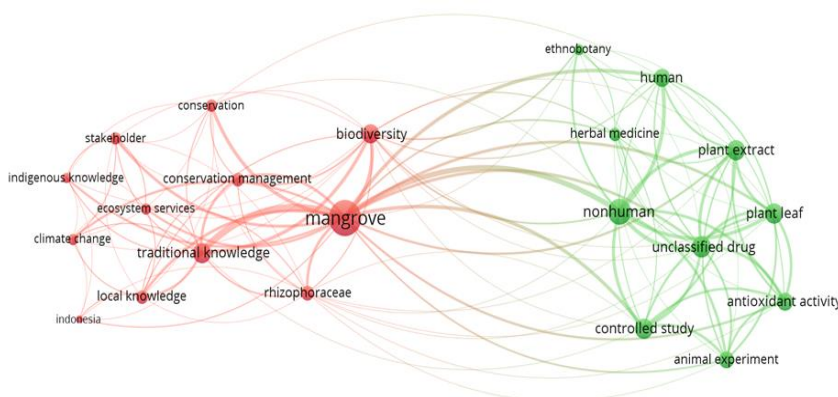 ethnobotany
human
conservation
biodiversity
herbal medicine
stakeholder
plant extract
indigenous knowledge
conservation management
ecosystem services
mangrove
nonhuman
plant leaf
climate change
traditional knowledge
unclassified drug
local knowledge
rhizophoraceae
antioxidant activity
indonesia
controlled study
animal experiment